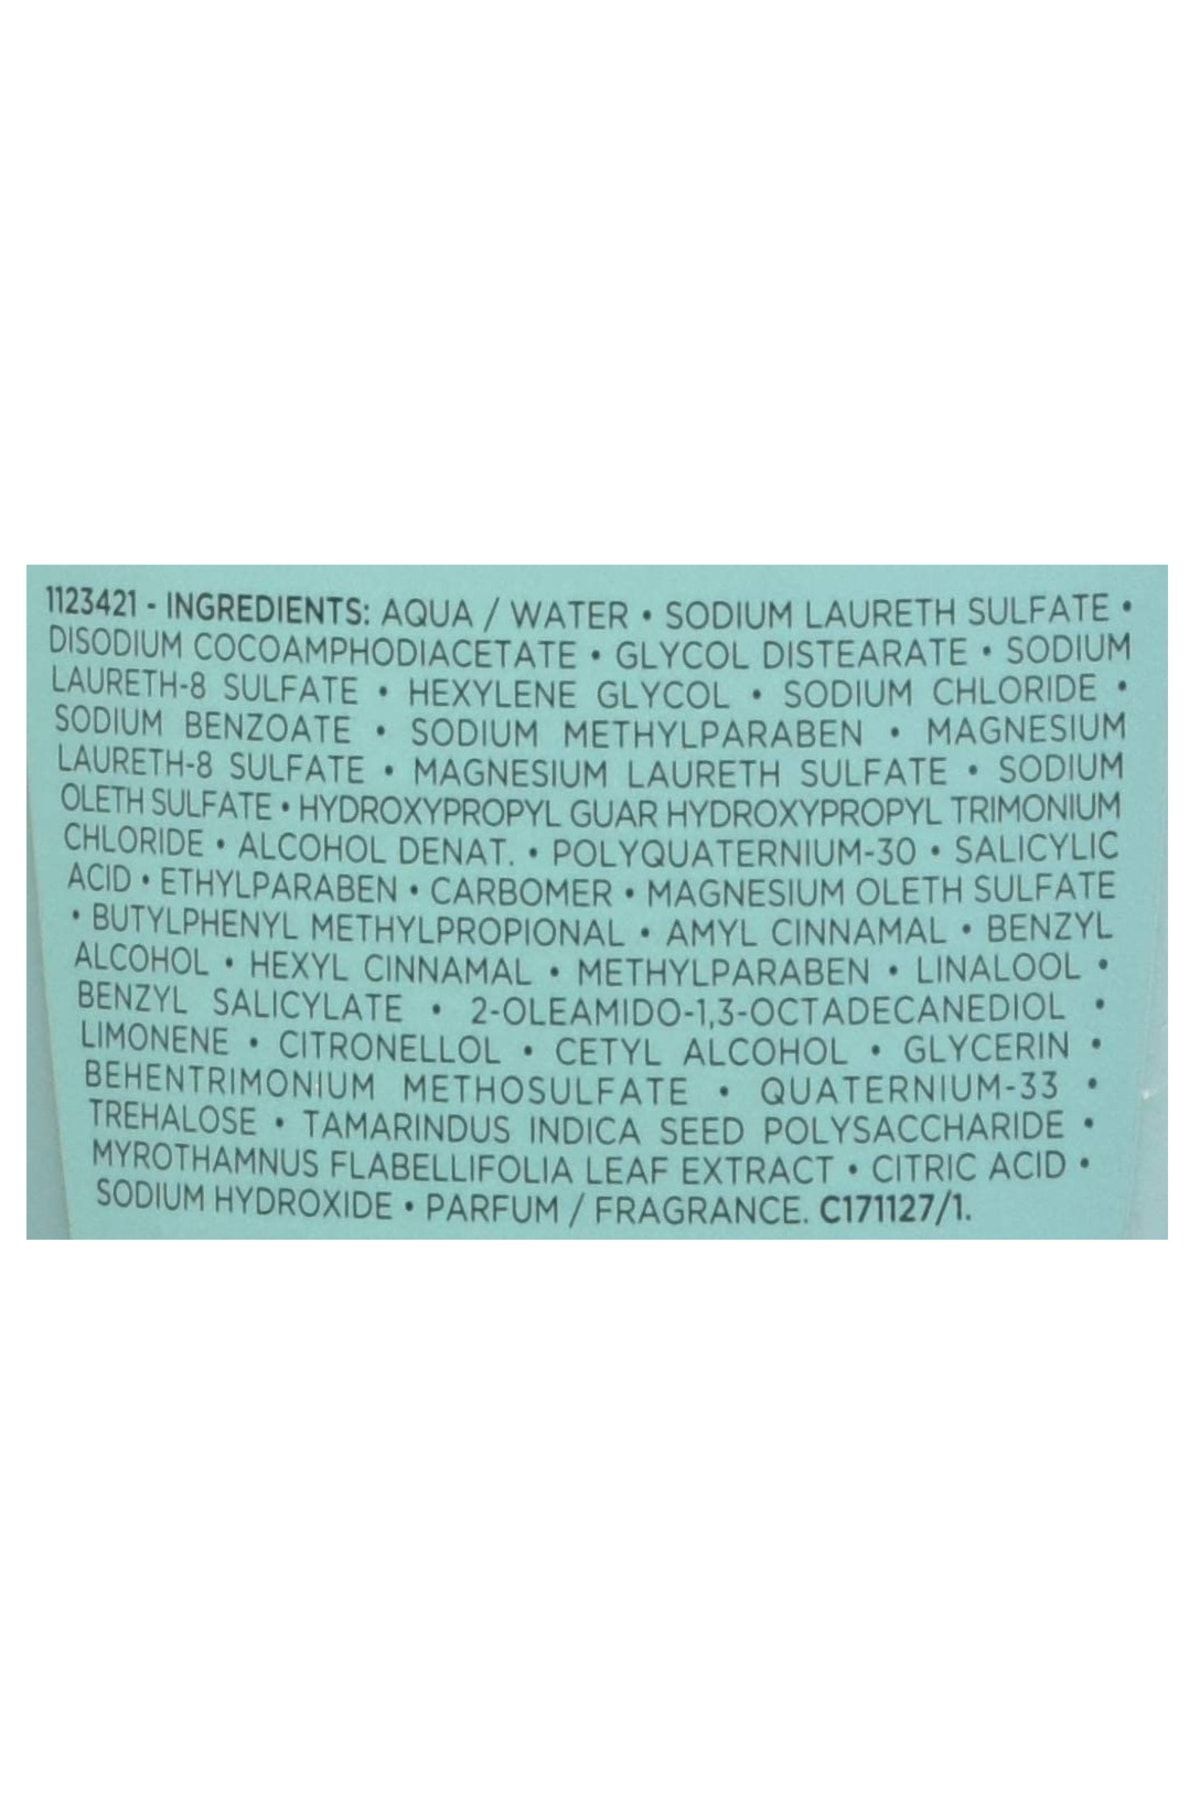 1123421 - INGREDIENTS: AQUA / WATER • SODIUM LAURETH SULFATE •
DISODIUM COCOAMPHODIACETATE • GLYCOL DISTEARATE • SODIUM
LAURETH-8 SULFATE • HEXYLENE GLYCOL • SODIUM CHLORIDE •
SODIUM BENZOATE • SODIUM METHYLPARABEN • MAGNESIUM
LAURETH-8 SULFATE • MAGNESIUM LAURETH SULFATE • SODIUM
OLETH SULFATE • HYDROXYPROPYL GUAR HYDROXYPROPYL TRIMONIUM
CHLORIDE • ALCOHOL DENAT. • POLYQUATERNIUM-30 • SALICYLIC
ACID • ETHYLPARABEN • CARBOMER • MAGNESIUM OLETH SULFATE
• BUTYLPHENYL METHYLPROPIONAL • AMYL CINNAMAL • BENZYL
ALCOHOL • HEXYL CINNAMAL • METHYLPARABEN • LINALOOL •
BENZYL SALICYLATE • 2-OLEAMIDO-1,3-OCTADECANEDIOL •
LIMONENE • CITRONELLOL • CETYL ALCOHOL • GLYCERIN •
BEHENTRIMONIUM METHOSULFATE • QUATERNIUM-33 •
TREHALOSE • TAMARINDUS INDICA SEED POLYSACCHARIDE •
MYROTHAMNUS FLABELLIFOLIA LEAF EXTRACT • CITRIC ACID •
SODIUM HYDROXIDE • PARFUM / FRAGRANCE. C171127/1.